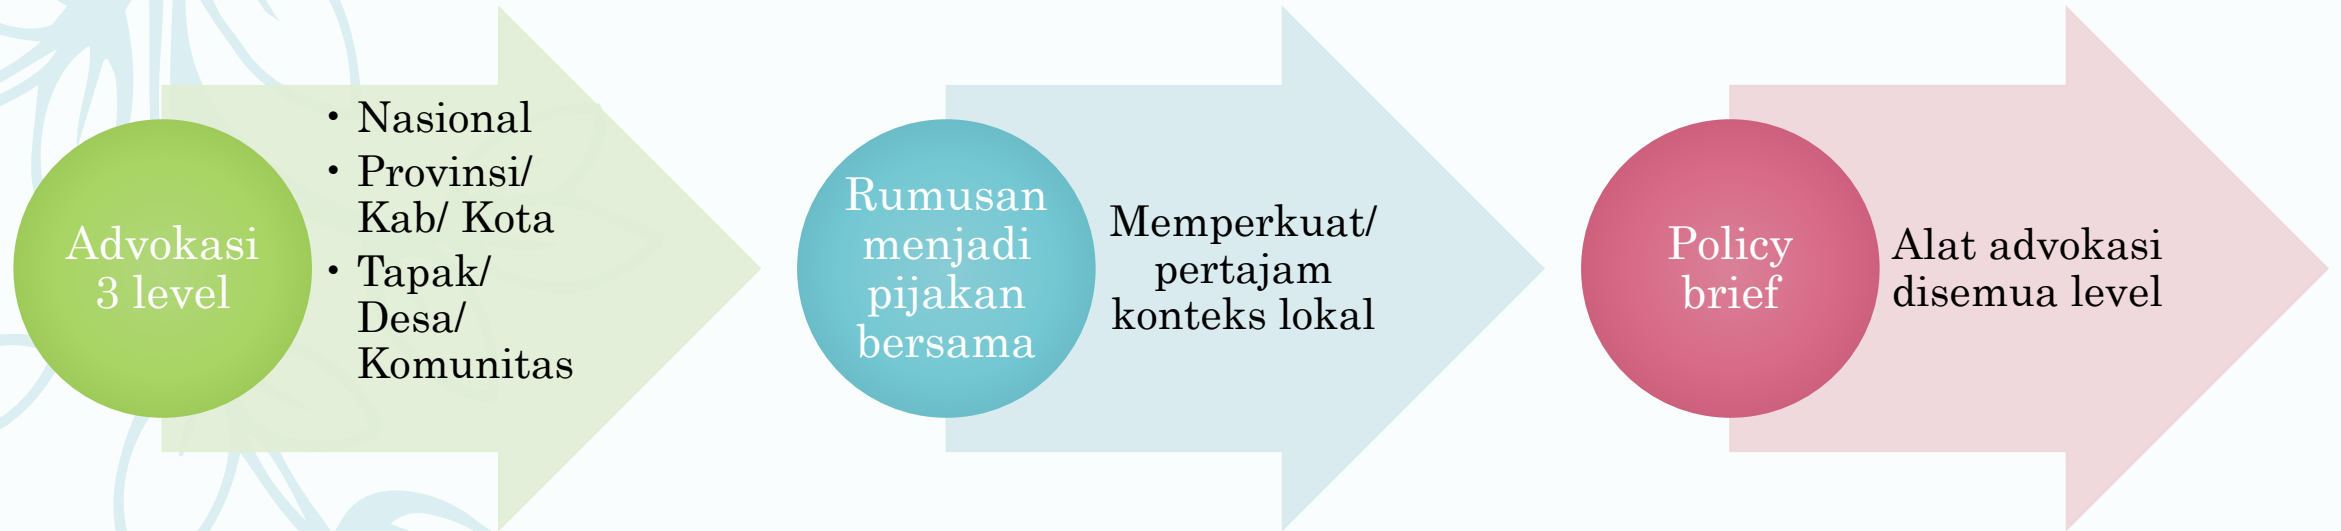 Advokasi
3 level
• Nasional
• Provinsi/
Kab/ Kota
• Tapak/
Desa/
Komunitas
Rumusan
menjadi
pijakan
bersama
Memperkuat/
pertajam
konteks lokal
Policy
brief
Alat advokasi
disemua level